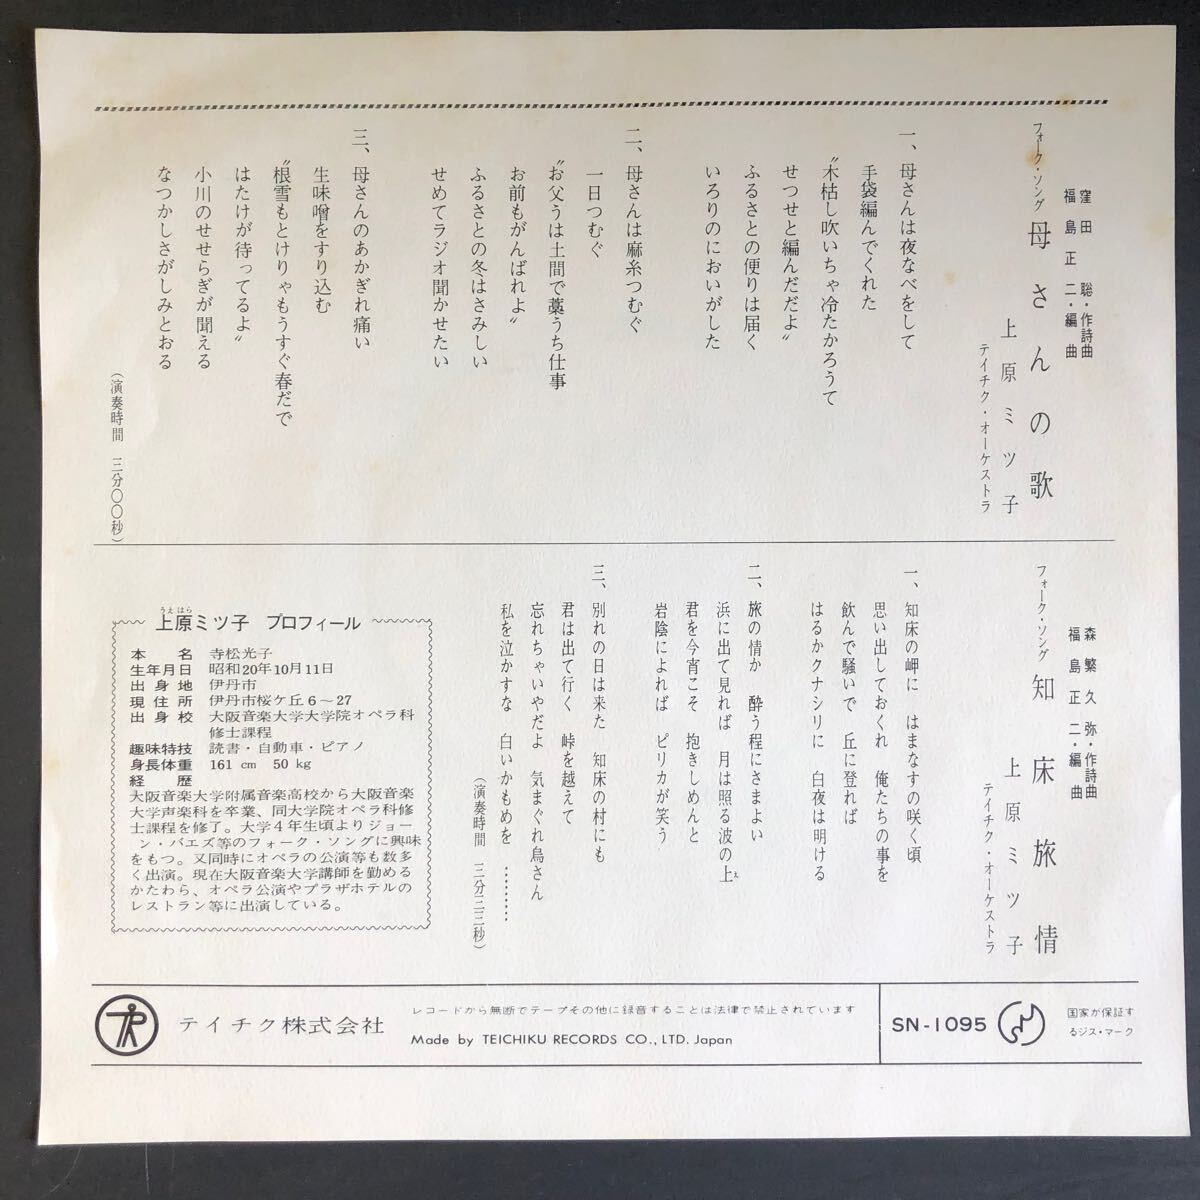 フォーク・ソング 母さんの歌
窪田 聡・作詩曲
福島正二・編曲
上原ミツ子
テイチク・オーケストラ
一、母さんは夜なべをして
手袋編んでくれた
〝木枯し吹いちゃ冷たかろうて
せつせと編んだだよ〟
ふるさとの便りは届く
いろりのにおいがした
二、母さんは麻糸つむぐ
一日つむぐ
〝お父うは土間で藁うち仕事
お前もがんばれよ〟
ふるさとの冬はさみしい
せめてラジオ聞かせたい
三、母さんのあかぎれ痛い
生味噌をすり込む
〝根雪もとけりゃもうすぐ春だで
はたけが待ってるよ〟
小川のせせらぎが聞える
なつかしさがしみとおる
(演奏時間 三分〇〇秒)
フォーク・ソング 知床旅情
森繁久弥・作詩曲
福島正二・編曲
上原ミツ子
テイチク・オーケストラ
一、知床の岬に はまなすの咲く頃
思い出しておくれ 俺たちの事を
飲んで騒いで 丘に登れば
はるかクナシリに 白夜は明ける
二、旅の情か 酔う程にさまよい
浜に出て見れば 月は照る波の上え
君を今宵こそ 抱きしめんと
岩陰によれば ピリカが笑う
三、別れの日は来た 知床の村にも
君は出て行く 峠を越えて
忘れちゃいやだよ 気まぐれ烏さん
私を泣かすな 白いかもめを………
(演奏時間 三分三三秒)
うえはら
上原ミツ子 プロフィール
本名 寺松光子
生年月日 昭和20年10月11日
出身地 伊丹市
現住所 伊丹市桜ケ丘6〜27
出身校 大阪音楽大学大学院オペラ科
修士課程
趣味特技 読書・自動車・ピアノ
身長体重 161 cm 50 kg
経歴
大阪音楽大学附属音楽高校から大阪音楽
大学声楽科を卒業、同大学院オペラ科修
士課程を修了。大学4年生頃よりジョー
ン・バエズ等のフォーク・ソングに興味
をもつ。又同時にオペラの公演等も数多
く出演。現在大阪音楽大学講師を勤める
かたわら、オペラ公演やプラザホテルの
レストラン等に出演している。
テイチク株式会社
レコードから無断でテープその他に録音することは法律で禁止されています
Made by TEICHIKU RECORDS CO., LTD. Japan
SN-1095
国家が保証す
るジス・マーク